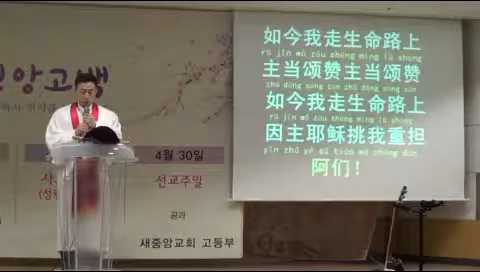 신앙고백
4월 30일
선교주일
공과
새중앙교회 고등부
如今我走生命路上
rú jīn wǒ zǒu shēng mìng lù shàng
主当颂赞主当颂赞
zhǔ dāng sòng zàn zhǔ dāng sòng zàn
如今我走生命路上
rú jīn wǒ zǒu shēng mìng lù shàng
因主耶稣挑我重担
yīn zhǔ yē sū tiāo wǒ zhòng dàn
阿们！